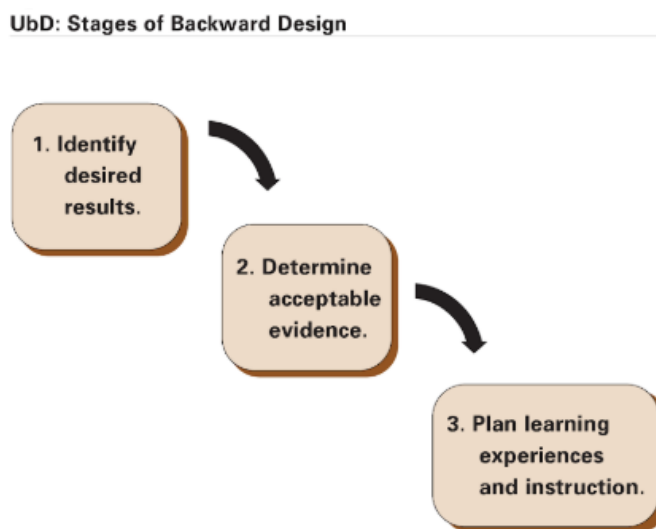 UbD: Stages of Backward Design
1. Identify
desired
results.
2. Determine
acceptable
evidence.
3. Plan learning
experiences
and instruction.